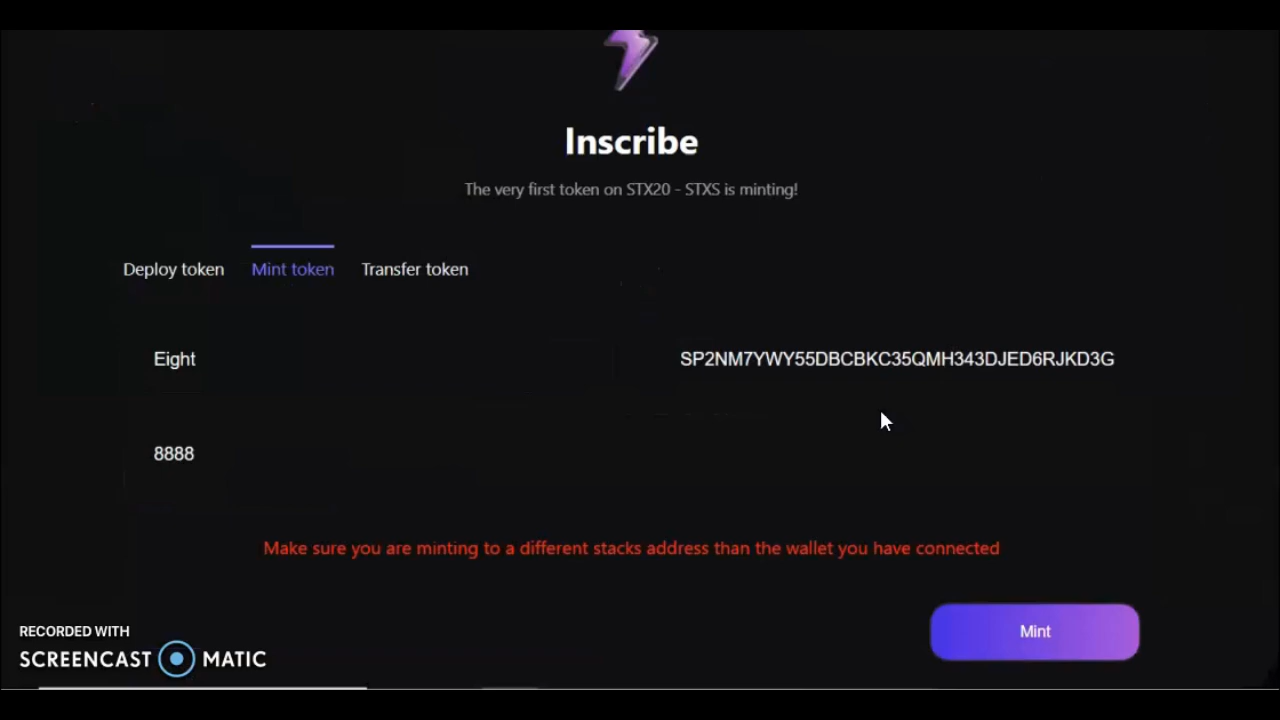 Inscribe
The very first token on STX20 - STXS is minting!
Deploy token Mint token Transfer token
Eight SP2NM7YWY55DBCBKC35QMH343DJED6RJKD3G
8888
Make sure you are minting to a different stacks address than the wallet you have connected
Mint
RECORDED WITH
SCREENCAST MATIC